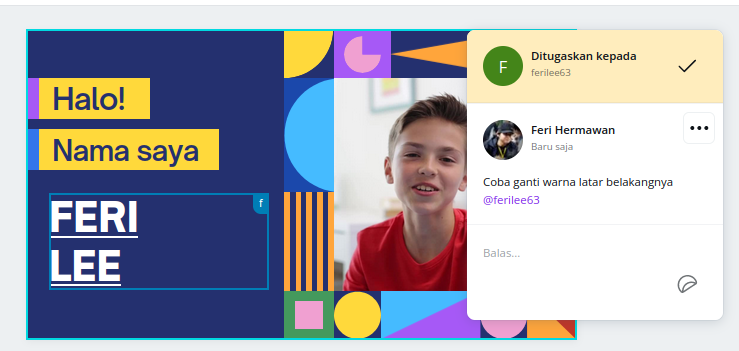 Halo!
Nama saya
FERI
LEE
f
F
Ditugaskan kepada
ferilee63
Feri Hermawan
Baru saja
Coba ganti warna latar belakangnya
@ferilee63
Balas...